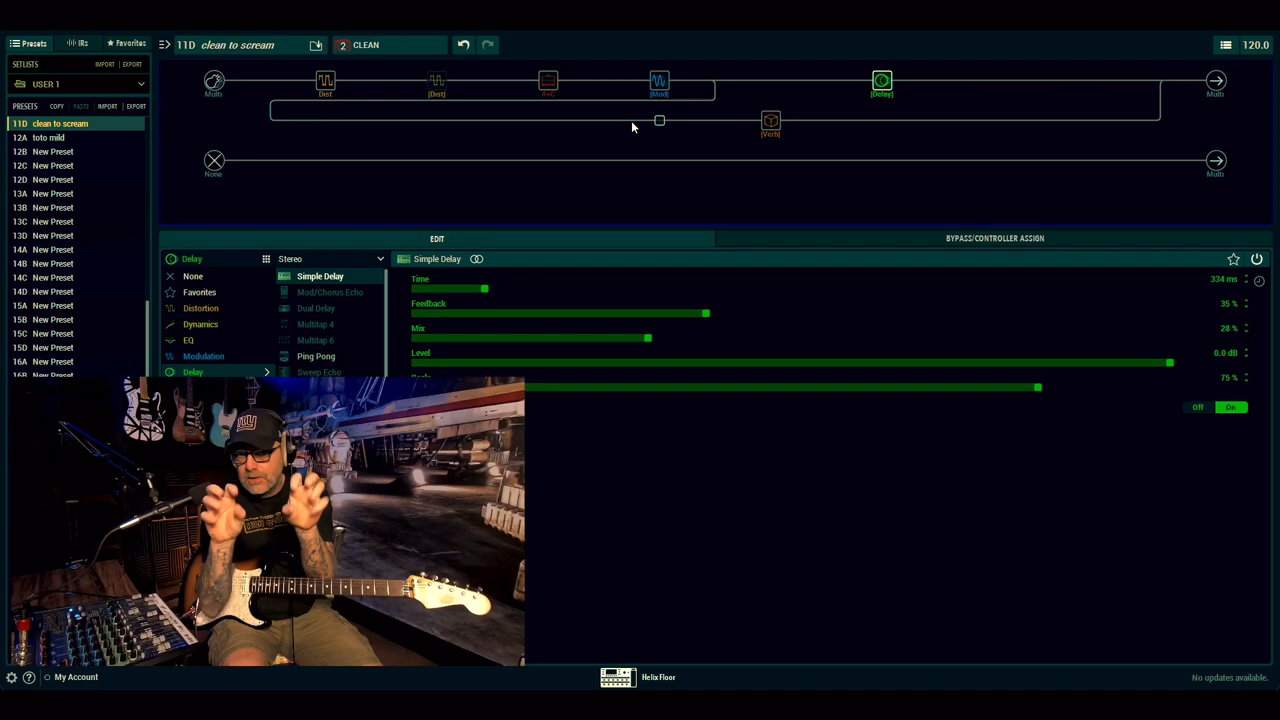 Presets IRs Favorites 11D clean to scream 2 CLEAN 120.0
SETLISTS IMPORT EXPORT
USER 1
PRESETS COPY PASTE IMPORT EXPORT
11D clean to scream
12A toto mild
12B New Preset
12C New Preset
12D New Preset
13A New Preset
13B New Preset
13C New Preset
13D New Preset
14A New Preset
14B New Preset
14C New Preset
14D New Preset
15A New Preset
15B New Preset
15C New Preset
15D New Preset
16A New Preset
16B New Preset
Multi Dist [Dist] A+C [Mod] [Delay] Multi
[Verb]
None Multi
EDIT BYPASS/CONTROLLER ASSIGN
Delay Stereo Simple Delay
None
Favorites
Distortion
Dynamics
EQ
Modulation
Delay
Simple Delay
Mod/Chorus Echo
Dual Delay
Multitap 4
Multitap 6
Ping Pong
Sweep Echo
Time 334 ms
Feedback 35 %
Mix 28 %
Level 0.0 dB
75 %
Off On
NY
My Account Helix Floor No updates available.